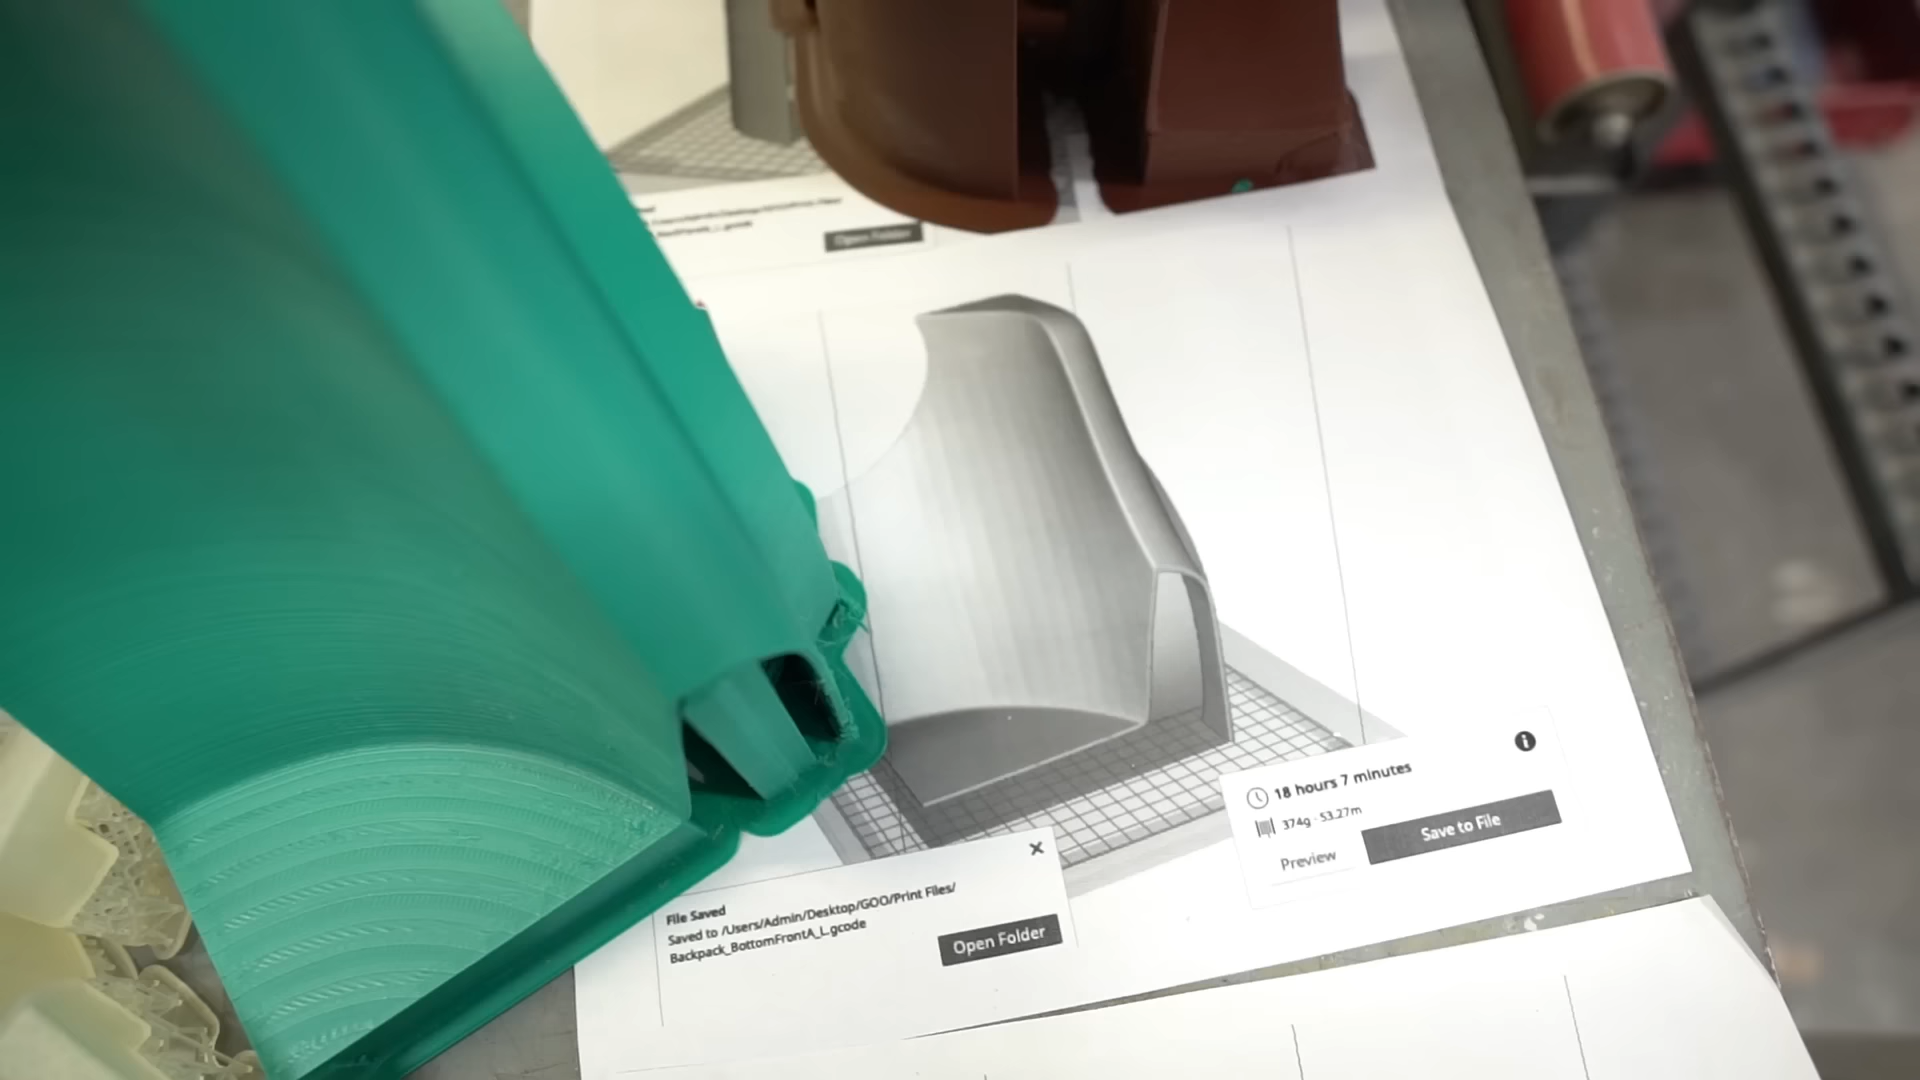 Open Folder
18 hours 7 minutes
374g · 53.27m
Save to File
Preview
File Saved
Saved to /Users/Admin/Desktop/GOO/Print Files/
Backpack_BottomFrontA_L.gcode
Open Folder